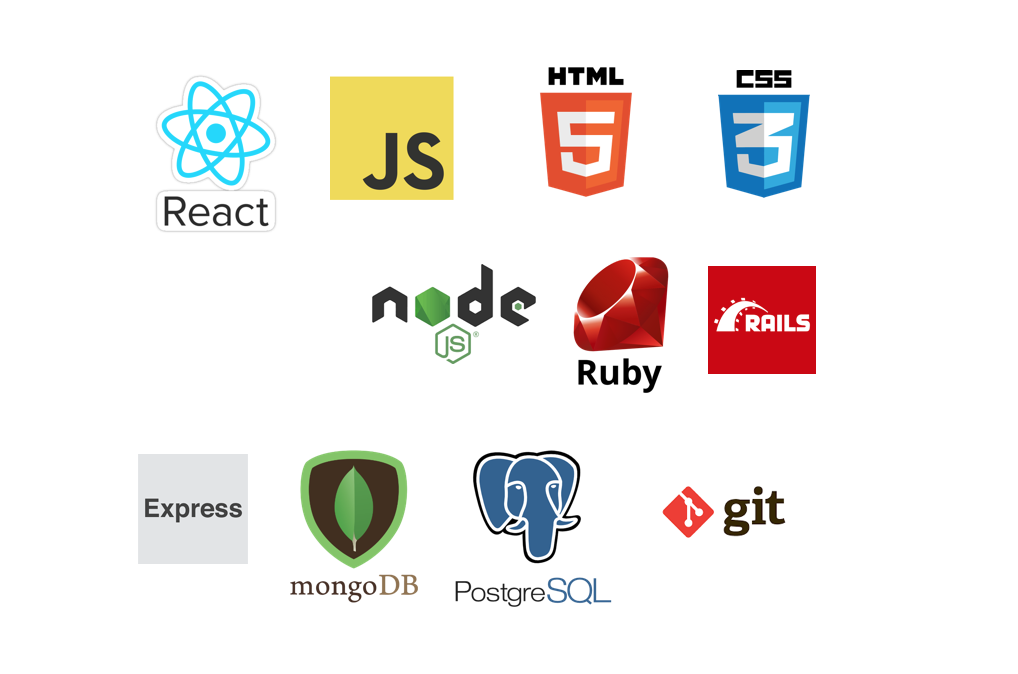 HTML
CSS
5
3
JS
React
node
JS®
RAILS
Ruby
Express
git
mongoDB
PostgreSQL